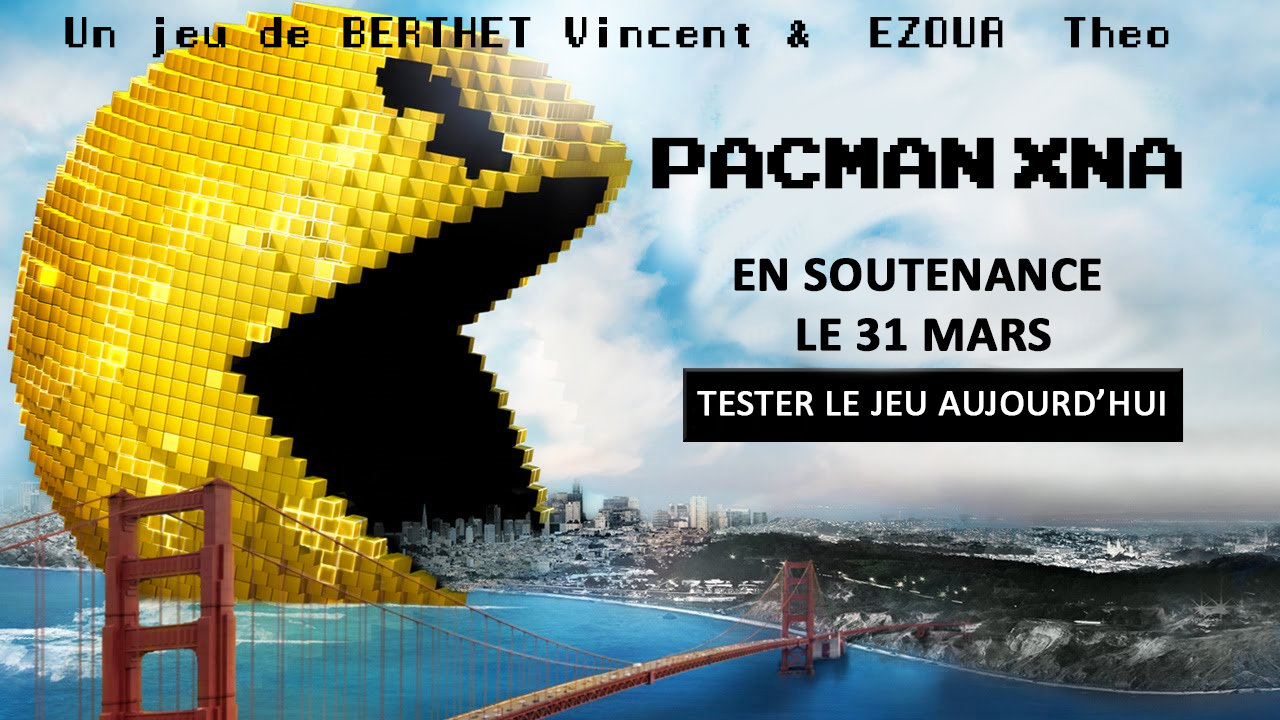 Un jeu de BERTHET Vincent & EZOUA Theo
PACMAN XNA
EN SOUTENANCE
LE 31 MARS
TESTER LE JEU AUJOURD’HUI